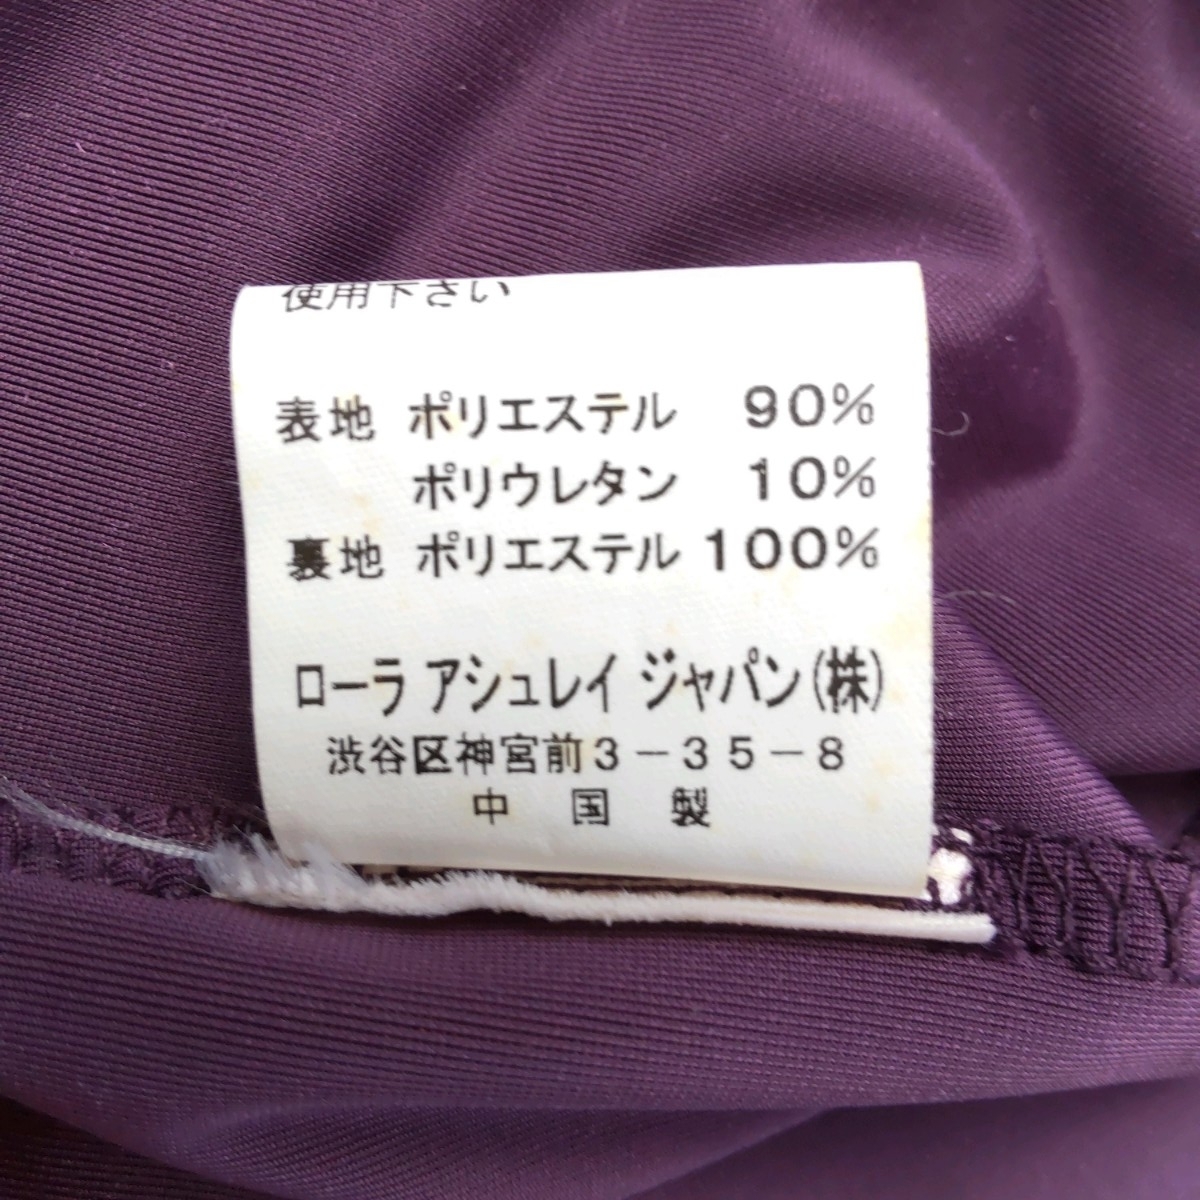 使用下さい
表地 ポリエステル 90%
ポリウレタン 10%
裏地 ポリエステル 100%
ローラ アシュレイ ジャパン(株)
渋谷区神宮前3-35-8
中国製